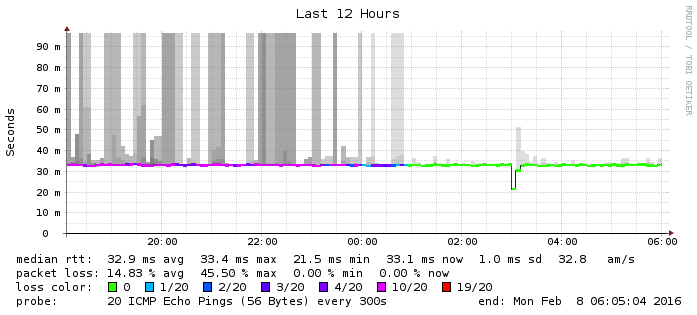 Last 12 Hours
RRDTOOL / TOBI OETIKER
Seconds
90 m
80 m
70 m
60 m
50 m
40 m
30 m
20 m
10 m
0
20:00 22:00 00:00 02:00 04:00 06:00
median rtt: 32.9 ms avg 33.4 ms max 21.5 ms min 33.1 ms now 1.0 ms sd 32.8 am/s
packet loss: 14.83 % avg 45.50 % max 0.00 % min 0.00 % now
loss color: 0 1/20 2/20 3/20 4/20 10/20 19/20
probe: 20 ICMP Echo Pings (56 Bytes) every 300s end: Mon Feb 8 06:05:04 2016